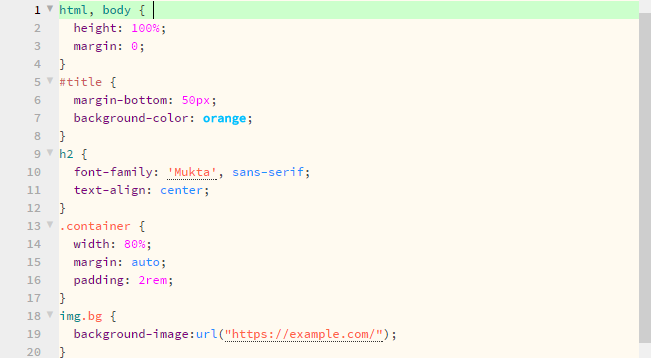 1 html, body {
2 height: 100%;
3 margin: 0;
4 }
5 #title {
6 margin-bottom: 50px;
7 background-color: orange;
8 }
9 h2 {
10 font-family: 'Mukta', sans-serif;
11 text-align: center;
12 }
13 .container {
14 width: 80%;
15 margin: auto;
16 padding: 2rem;
17 }
18 img.bg {
19 background-image:url("https://example.com/");
20 }